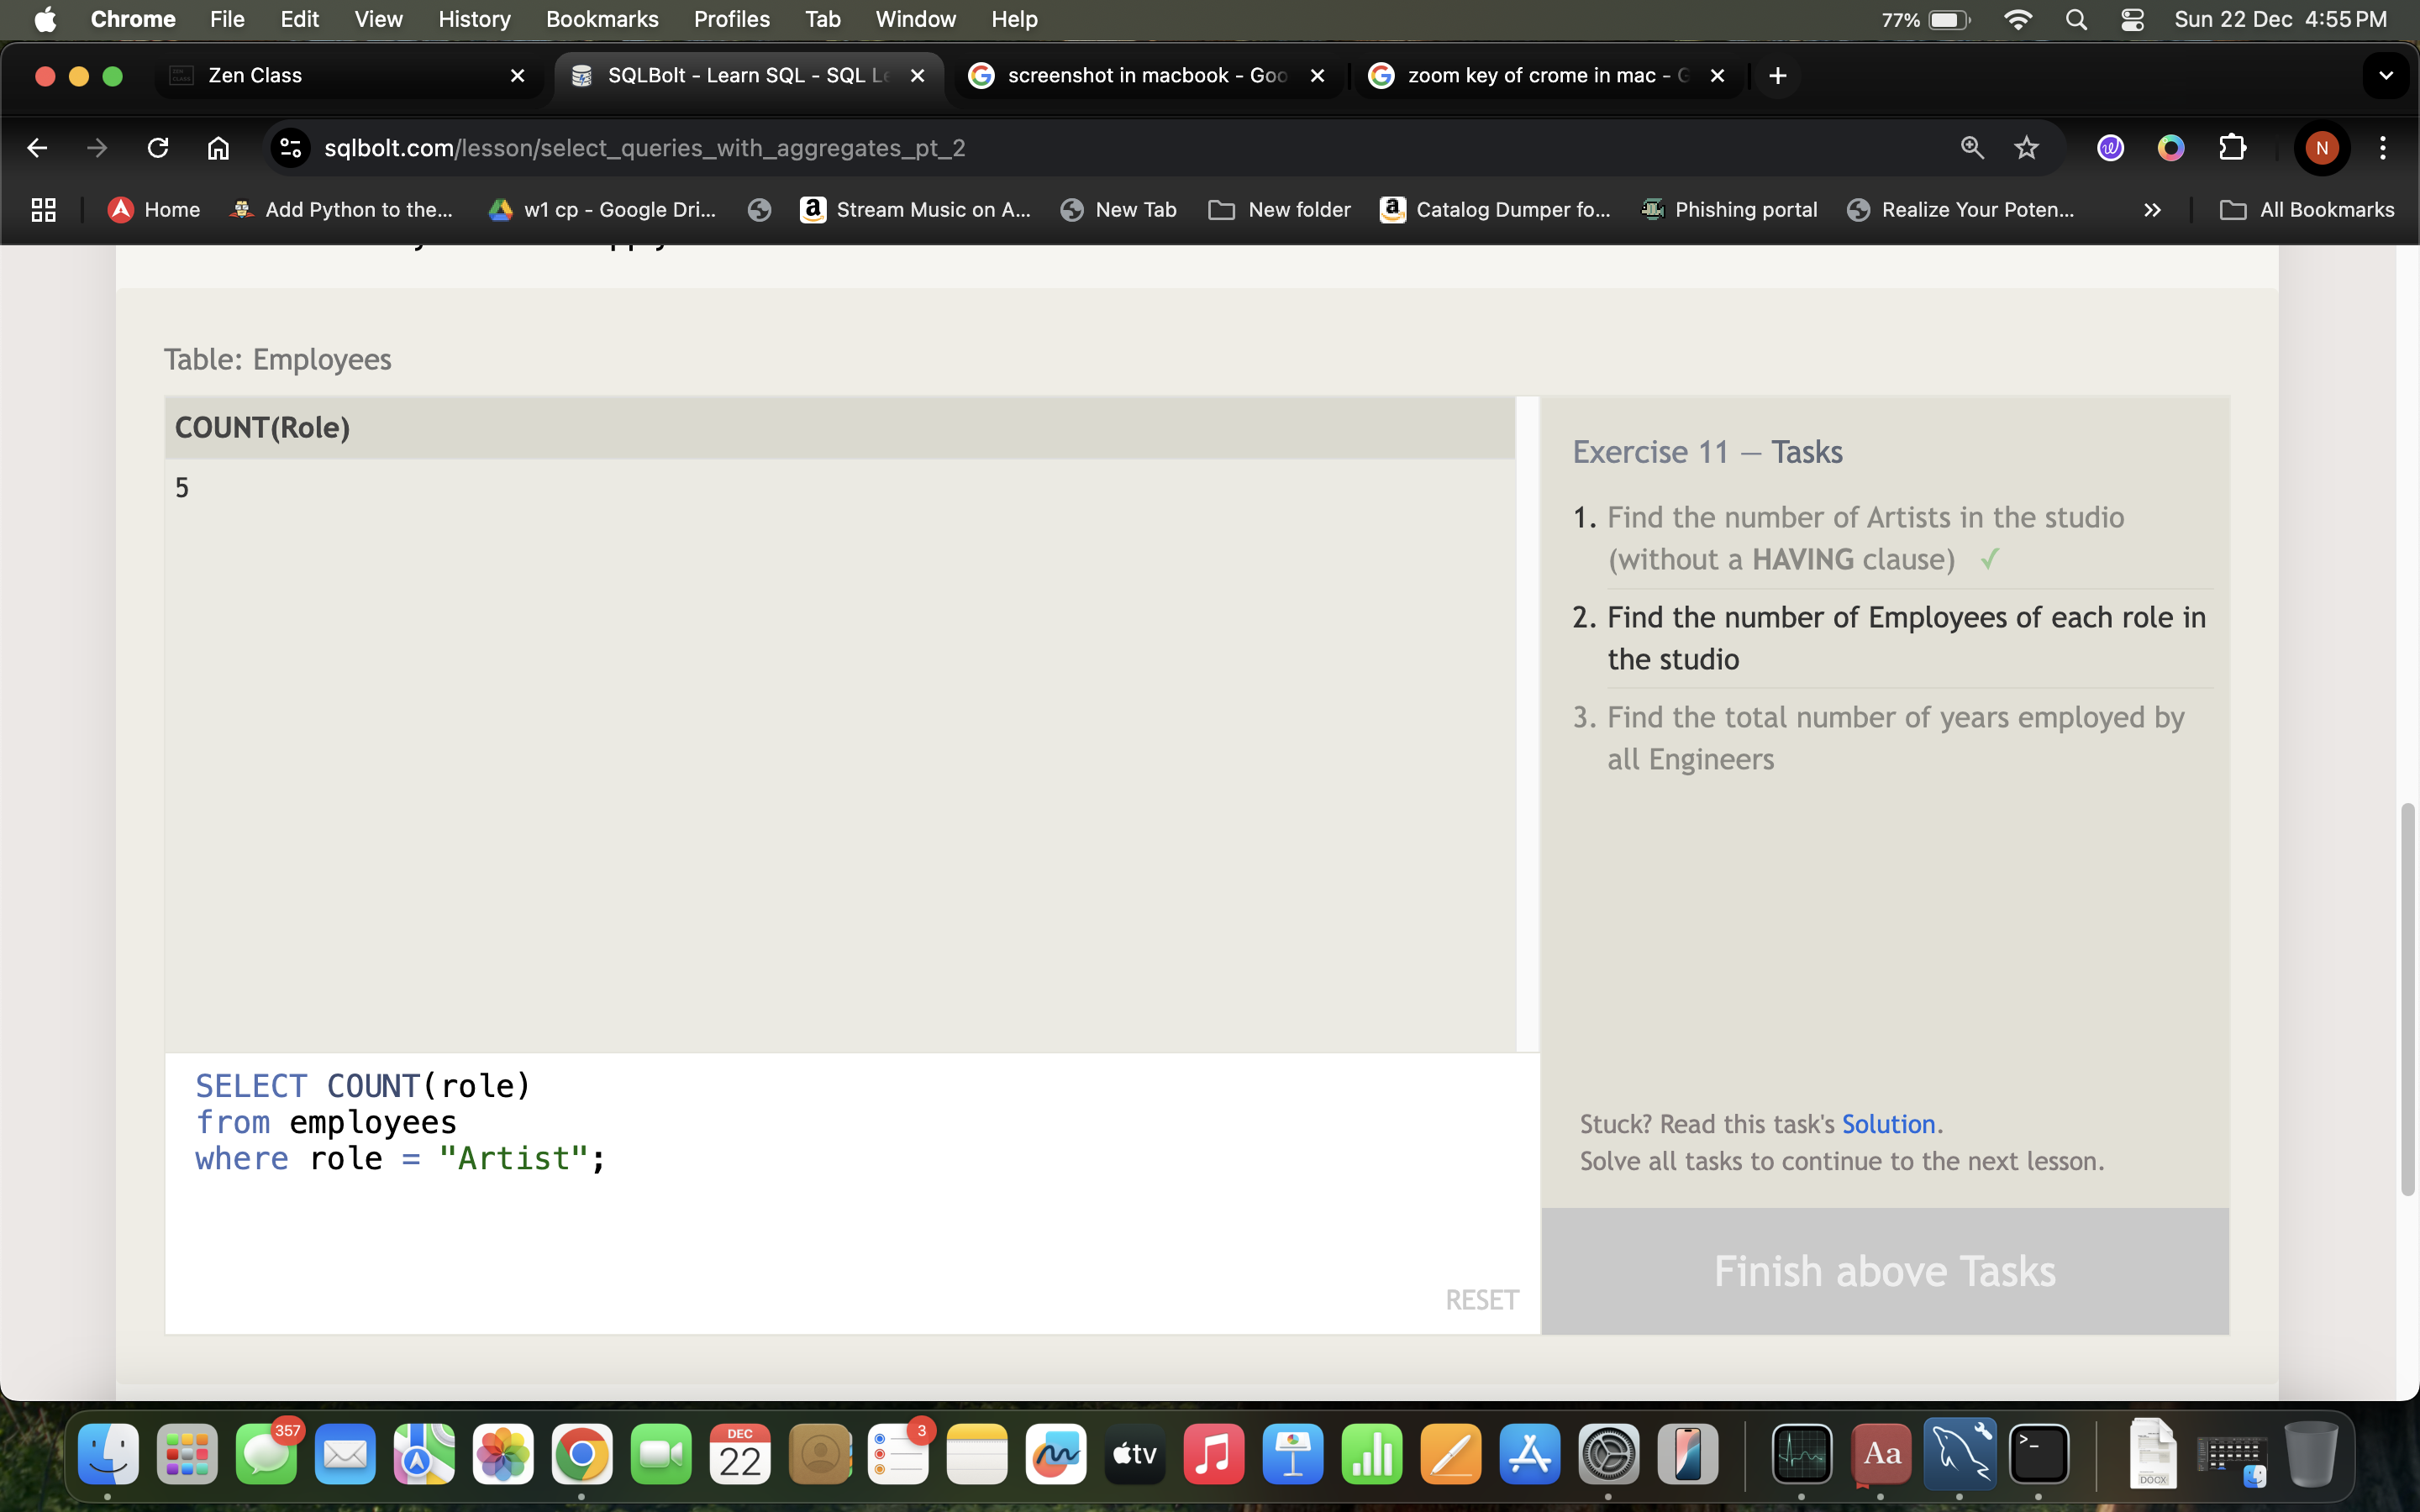 Chrome File Edit View History Bookmarks Profiles Tab Window Help 77% Sun 22 Dec 4:55 PM
Zen Class SQLBolt - Learn SQL - SQL Le screenshot in macbook - Goo zoom key of crome in mac - G
sqlbolt.com/lesson/select_queries_with_aggregates_pt_2 N
Home Add Python to the... w1 cp - Google Dri... Stream Music on A... New Tab New folder Catalog Dumper fo... Phishing portal Realize Your Poten... All Bookmarks
Table: Employees
COUNT(Role)
5
Exercise 11 — Tasks
1. Find the number of Artists in the studio
(without a HAVING clause) ✓
2. Find the number of Employees of each role in
the studio
3. Find the total number of years employed by
all Engineers
SELECT COUNT(role)
from employees
where role = "Artist";
RESET
Stuck? Read this task's Solution.
Solve all tasks to continue to the next lesson.
Finish above Tasks
357
DEC
22
3
tv
Aa
>_
DOCX